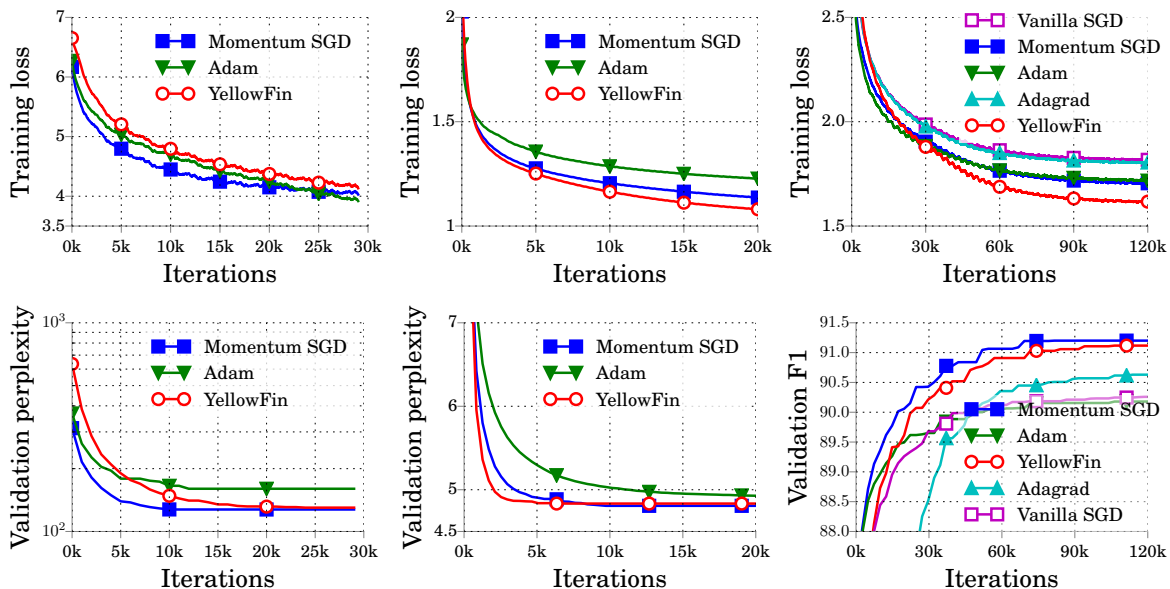 Training loss
7
6
5
4
3.5
Momentum SGD
Adam
YellowFin
0k 5k 10k 15k 20k 25k 30k
Iterations
Training loss
2
1.5
1
Momentum SGD
Adam
YellowFin
0k 5k 10k 15k 20k
Iterations
Training loss
2.5
2.0
1.5
Vanilla SGD
Momentum SGD
Adam
Adagrad
YellowFin
0k 30k 60k 90k 120k
Iterations
Validation perplexity
10³
10²
Momentum SGD
Adam
YellowFin
0k 5k 10k 15k 20k 25k 30k
Iterations
Validation perplexity
7
6
5
4.5
Momentum SGD
Adam
YellowFin
0k 5k 10k 15k 20k
Iterations
Validation F1
91.5
91.0
90.5
90.0
89.5
89.0
88.5
88.0
Momentum SGD
Adam
YellowFin
Adagrad
Vanilla SGD
0k 30k 60k 90k 120k
Iterations